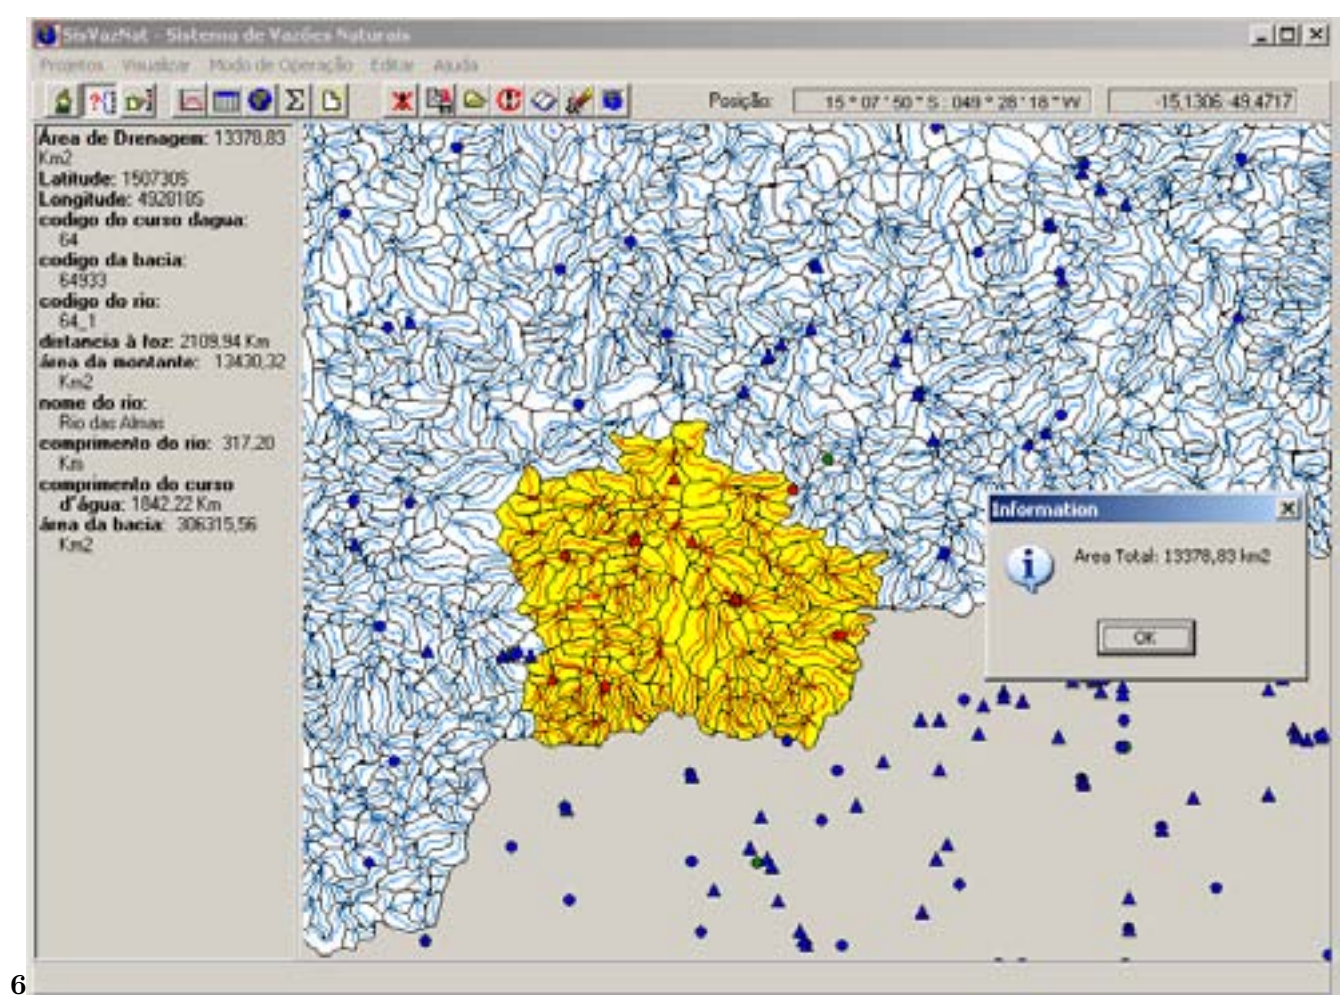 SisVazNat - Sistema de Vazões Naturais
Projetos Visualizar Modo de Operação Editar Ajuda
Posição: 15 ° 07 ' 50 " S : 049 ° 28 ' 18 " W -15,1306 -49.4717
Área de Drenagem: 13378,83
Km2
Latitude: 1507305
Longitude: 4928185
codigo do curso dagua:
64
codigo da bacia:
64933
codigo do rio:
64_1
distancia à foz: 2109.94 Km
área da montante: 13430,32
Km2
nome do rio:
Rio das Almas
comprimento do rio: 317,20
Km
comprimento do curso
d'água: 1842.22 Km
área da bacia: 306315,56
Km2
Information
Area Total: 13378,83 km2
OK
6